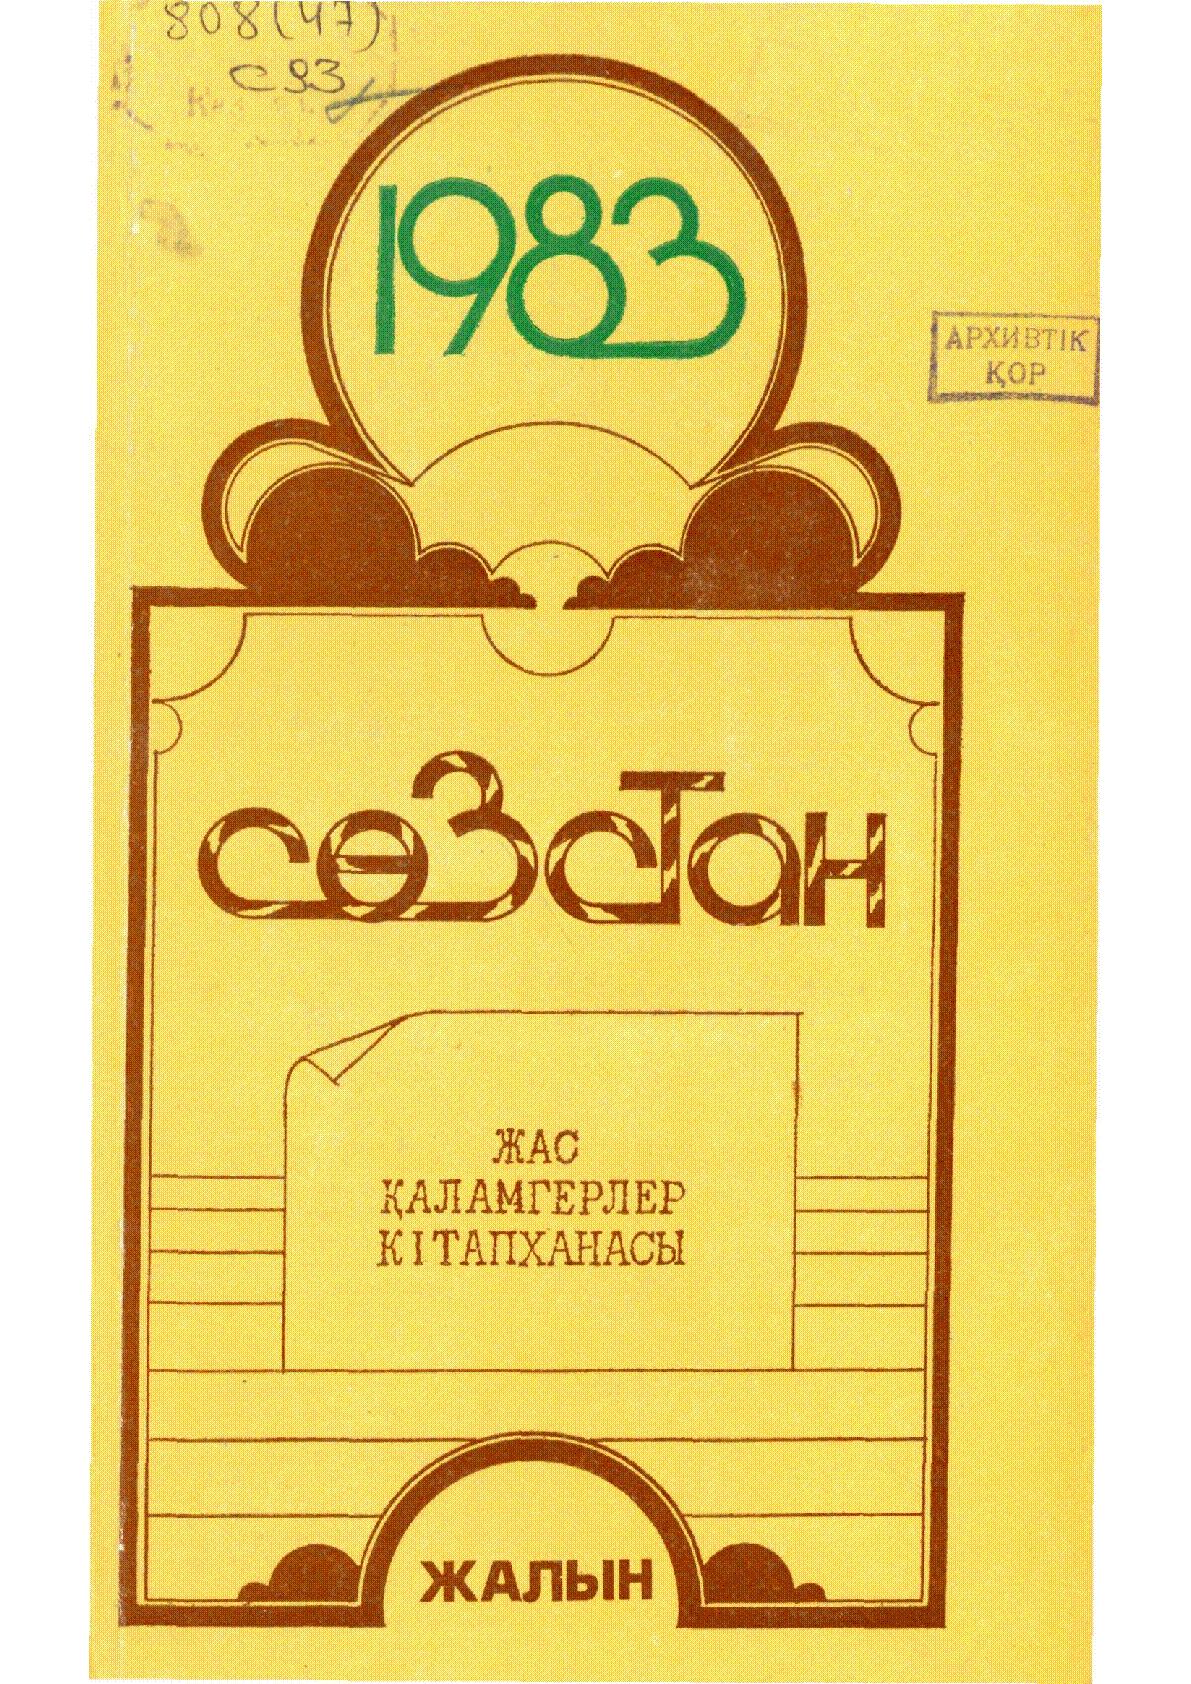 808(47)
С93
1983
АРХИВТІК
ҚОР
сөзстан
ЖАС
ҚАЛАМГЕРЛЕР
КІТАПХАНАСЫ
ЖАЛЫН